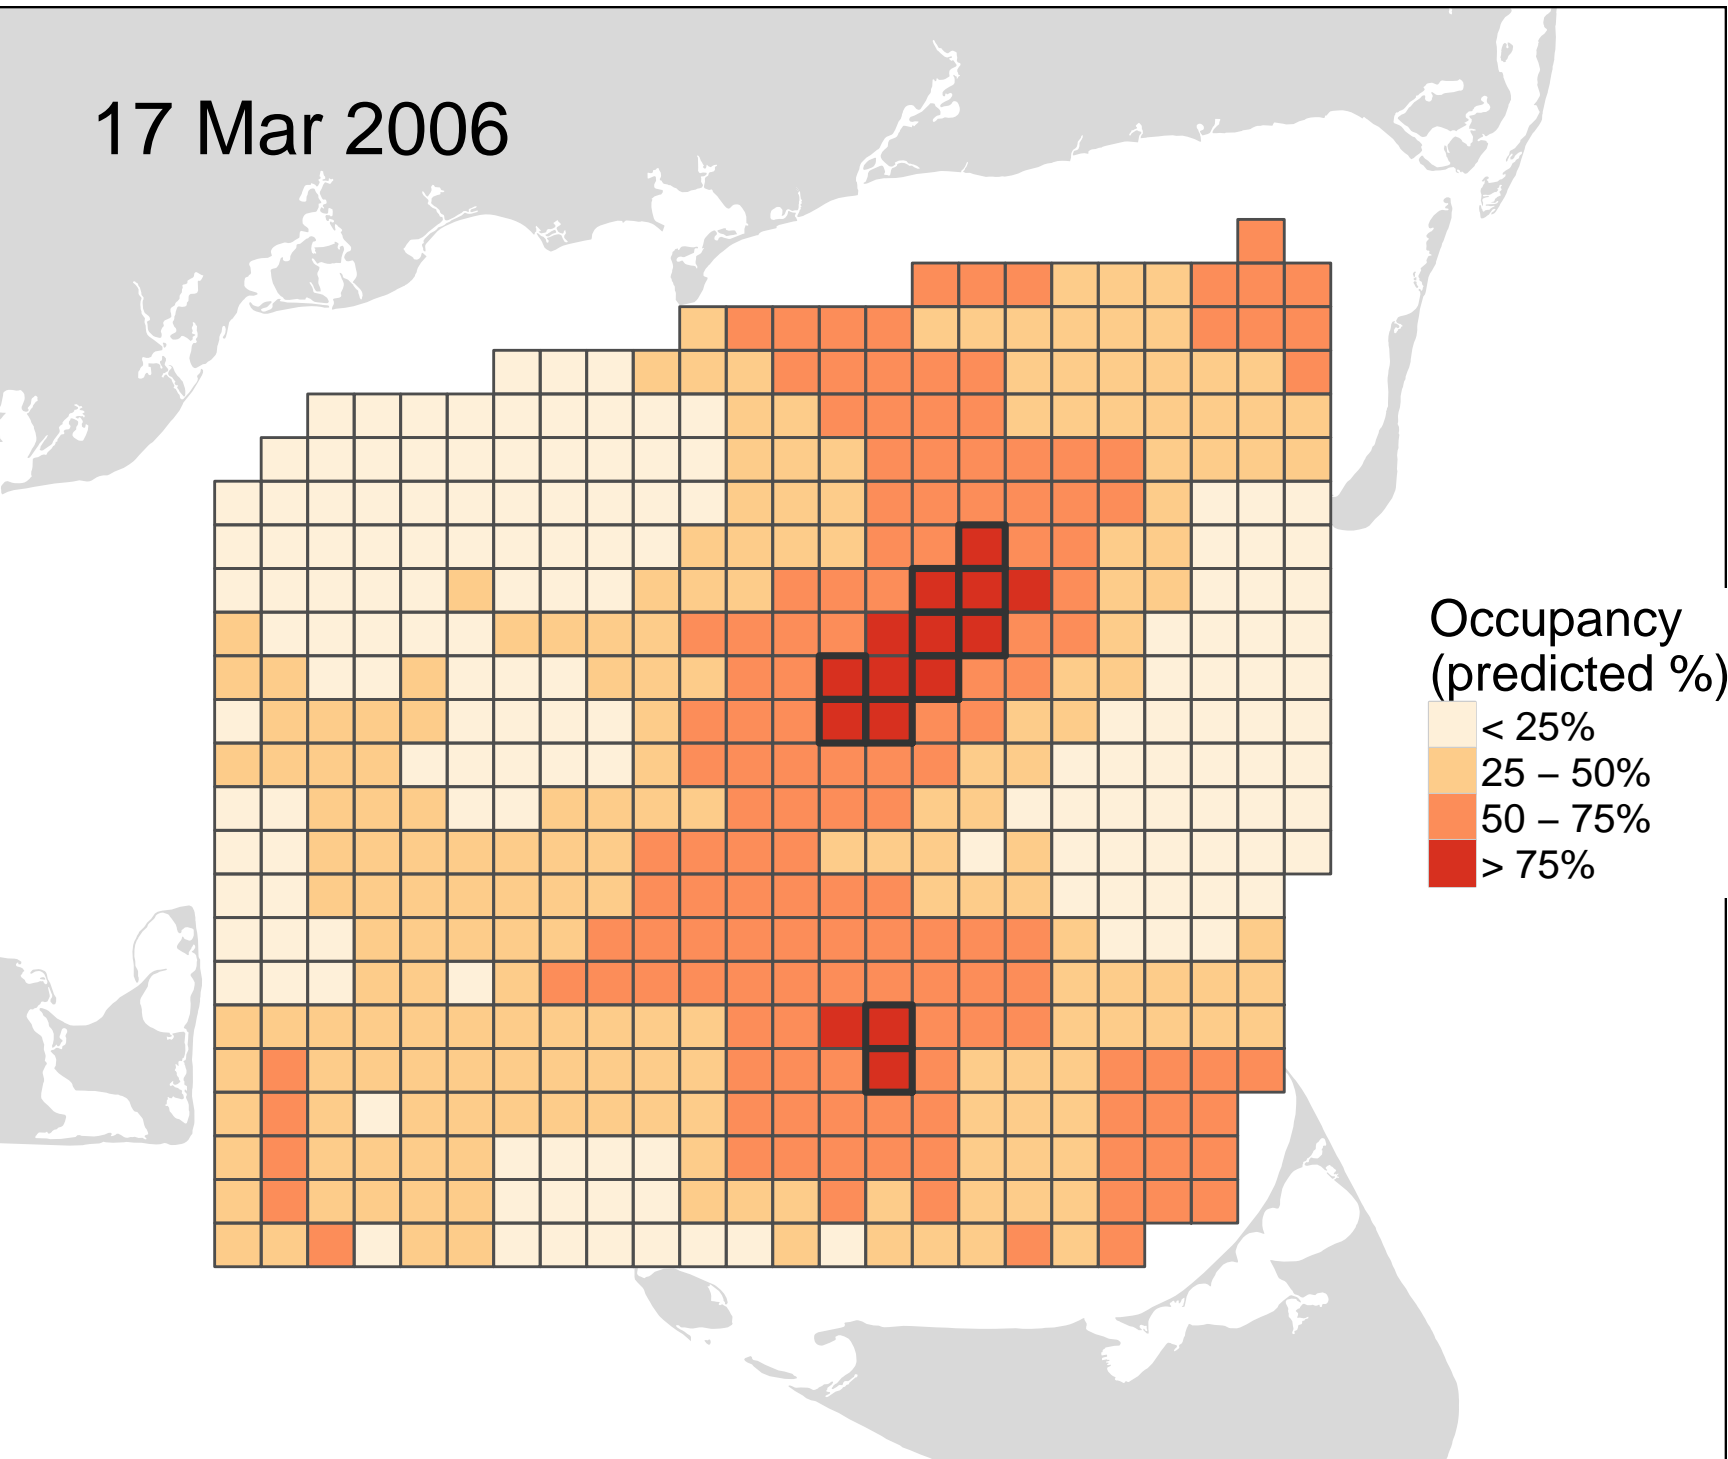 17 Mar 2006
Occupancy
(predicted %)
< 25%
25 – 50%
50 – 75%
> 75%